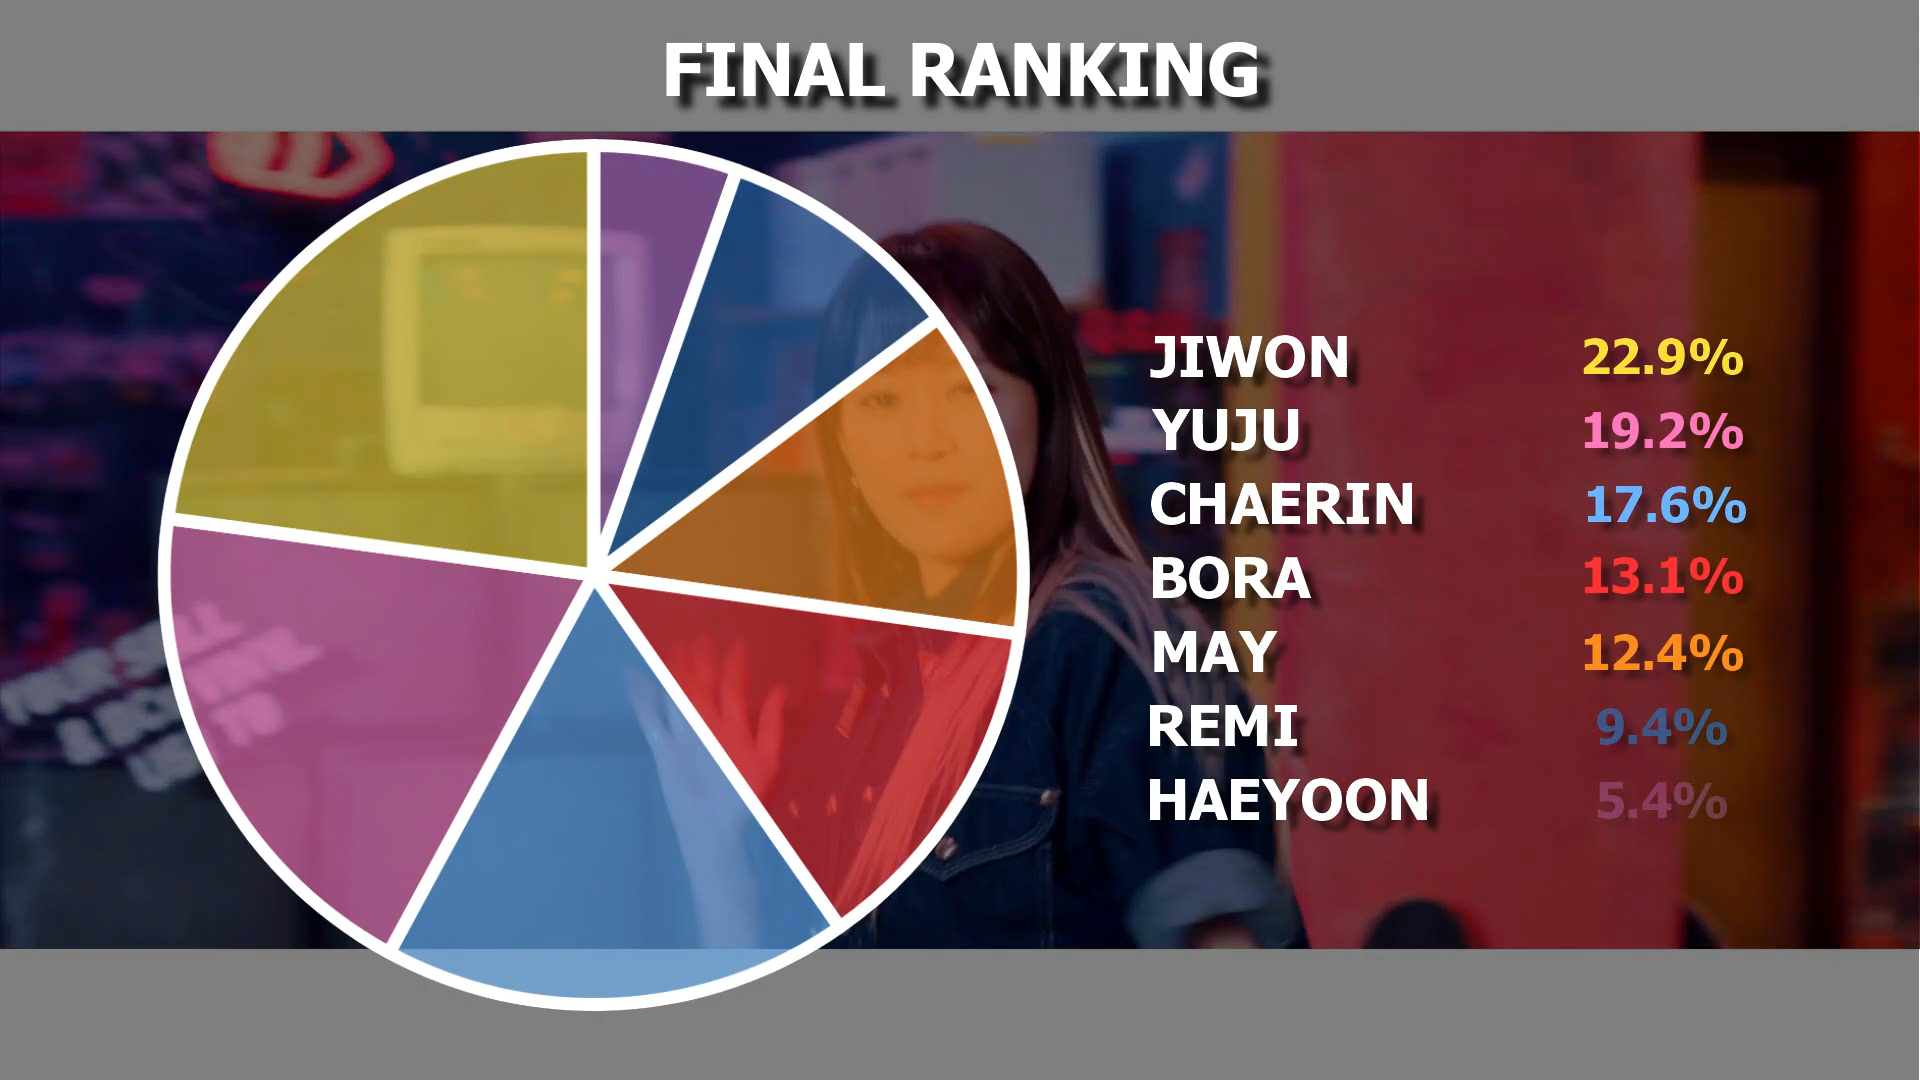 FINAL RANKING
JIWON 22.9%
YUJU 19.2%
CHAERIN 17.6%
BORA 13.1%
MAY 12.4%
REMI 9.4%
HAEYOON 5.4%